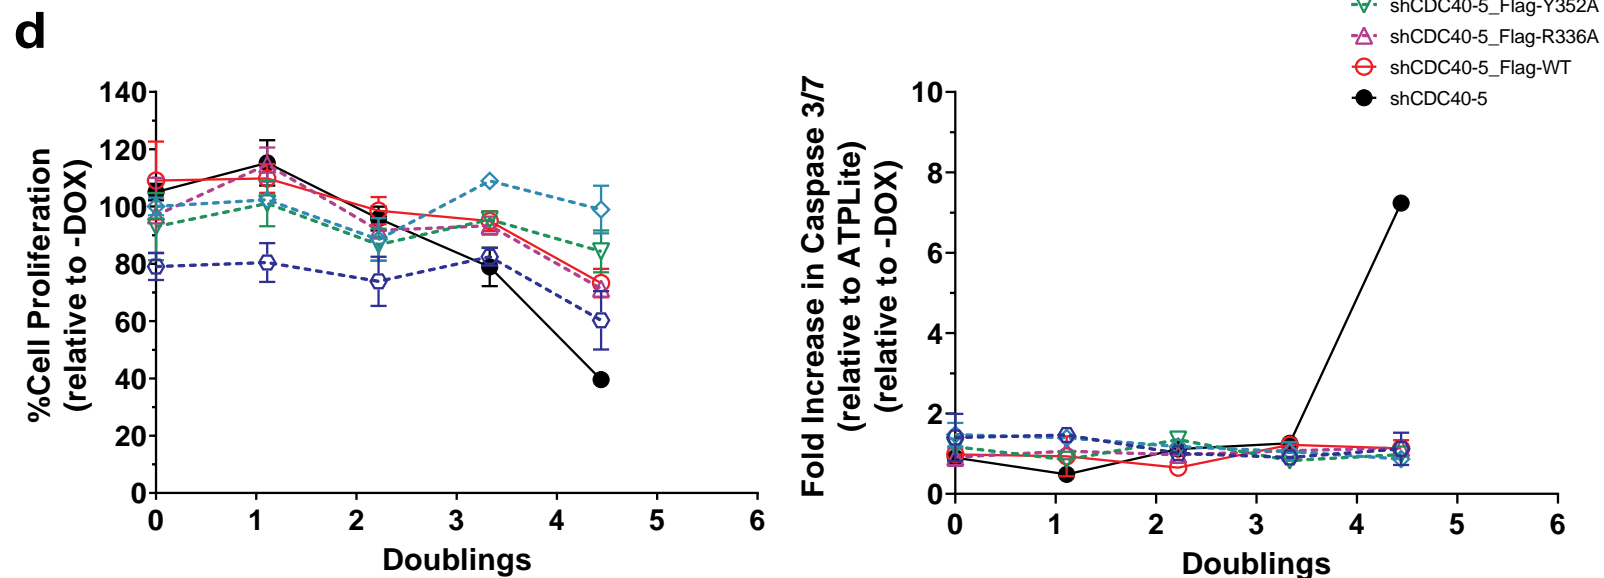 d
shCDC40-5_Flag-Y352A
shCDC40-5_Flag-R336A
shCDC40-5_Flag-WT
shCDC40-5
%Cell Proliferation
(relative to -DOX)
140
120
100
80
60
40
20
0
0 1 2 3 4 5 6
Doublings
Fold Increase in Caspase 3/7
(relative to ATPLite)
(relative to -DOX)
10
8
6
4
2
0
0 1 2 3 4 5 6
Doublings